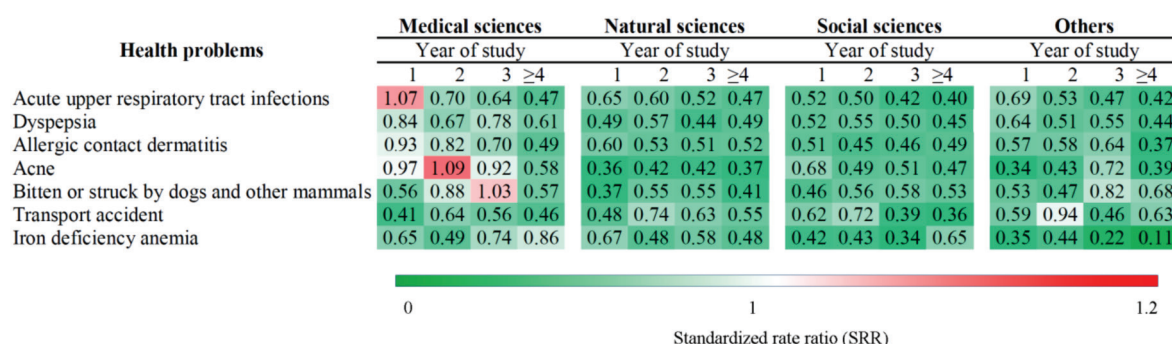 Medical sciences Natural sciences Social sciences Others
Health problems Year of study Year of study Year of study Year of study
1 2 3 ≥4 1 2 3 ≥4 1 2 3 ≥4 1 2 3 ≥4
Acute upper respiratory tract infections 1.07 0.70 0.64 0.47 0.65 0.60 0.52 0.47 0.52 0.50 0.42 0.40 0.69 0.53 0.47 0.42
Dyspepsia 0.84 0.67 0.78 0.61 0.49 0.57 0.44 0.49 0.52 0.55 0.50 0.45 0.64 0.51 0.55 0.44
Allergic contact dermatitis 0.93 0.82 0.70 0.49 0.60 0.53 0.51 0.52 0.51 0.45 0.46 0.49 0.57 0.58 0.64 0.37
Acne 0.97 1.09 0.92 0.58 0.36 0.42 0.42 0.37 0.68 0.49 0.51 0.47 0.34 0.43 0.72 0.39
Bitten or struck by dogs and other mammals 0.56 0.88 1.03 0.57 0.37 0.55 0.55 0.41 0.46 0.56 0.58 0.53 0.53 0.47 0.82 0.68
Transport accident 0.41 0.64 0.56 0.46 0.48 0.74 0.63 0.55 0.62 0.72 0.39 0.36 0.59 0.94 0.46 0.63
Iron deficiency anemia 0.65 0.49 0.74 0.86 0.67 0.48 0.58 0.48 0.42 0.43 0.34 0.65 0.35 0.44 0.22 0.11
0 1 1.2
Standardized rate ratio (SRR)